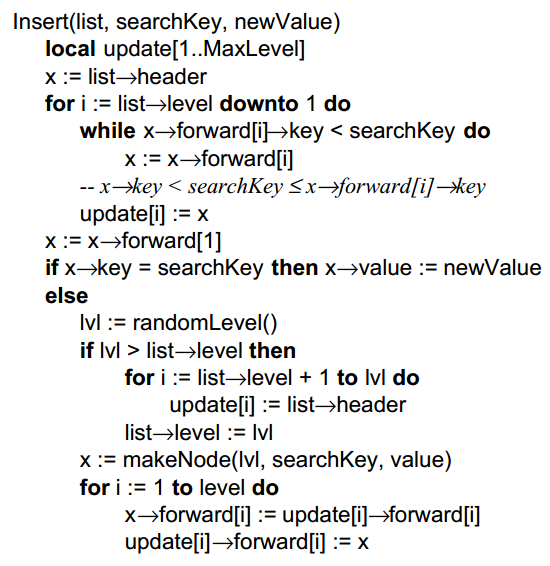 Insert(list, searchKey, newValue)
local update[1..MaxLevel]
x := list→header
for i := list→level downto 1 do
while x→forward[i]→key < searchKey do
x := x→forward[i]
-- x→key < searchKey ≤ x→forward[i]→key
update[i] := x
x := x→forward[1]
if x→key = searchKey then x→value := newValue
else
lvl := randomLevel()
if lvl > list→level then
for i := list→level + 1 to lvl do
update[i] := list→header
list→level := lvl
x := makeNode(lvl, searchKey, value)
for i := 1 to level do
x→forward[i] := update[i]→forward[i]
update[i]→forward[i] := x